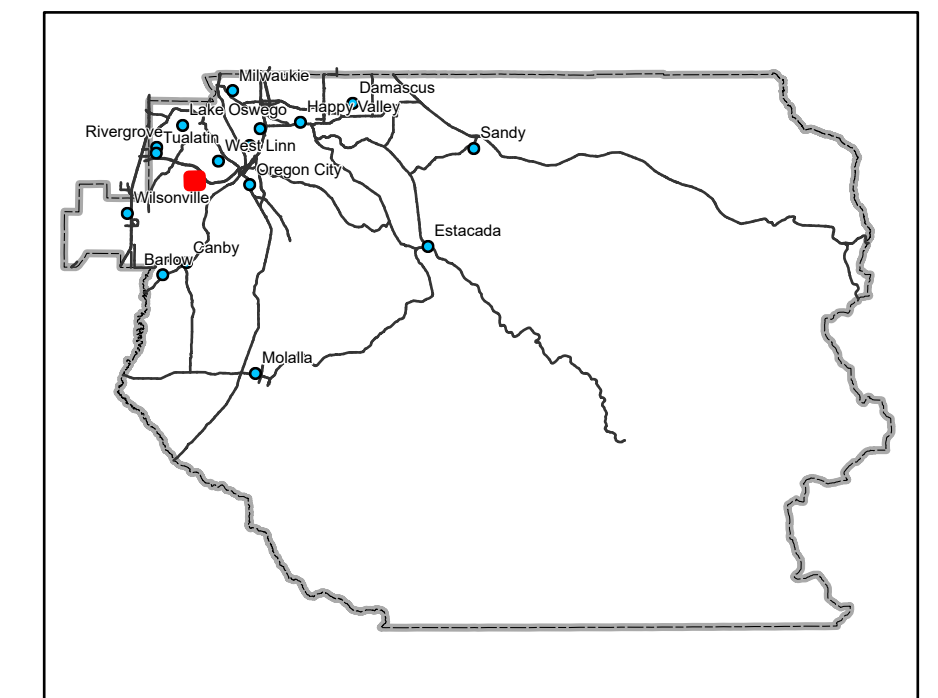 Milwaukie
Damascus
Lake Oswego
Happy Valley
Rivergrove
Tualatin
West Linn
Sandy
Oregon City
Wilsonville
Estacada
Canby
Barlow
Molalla